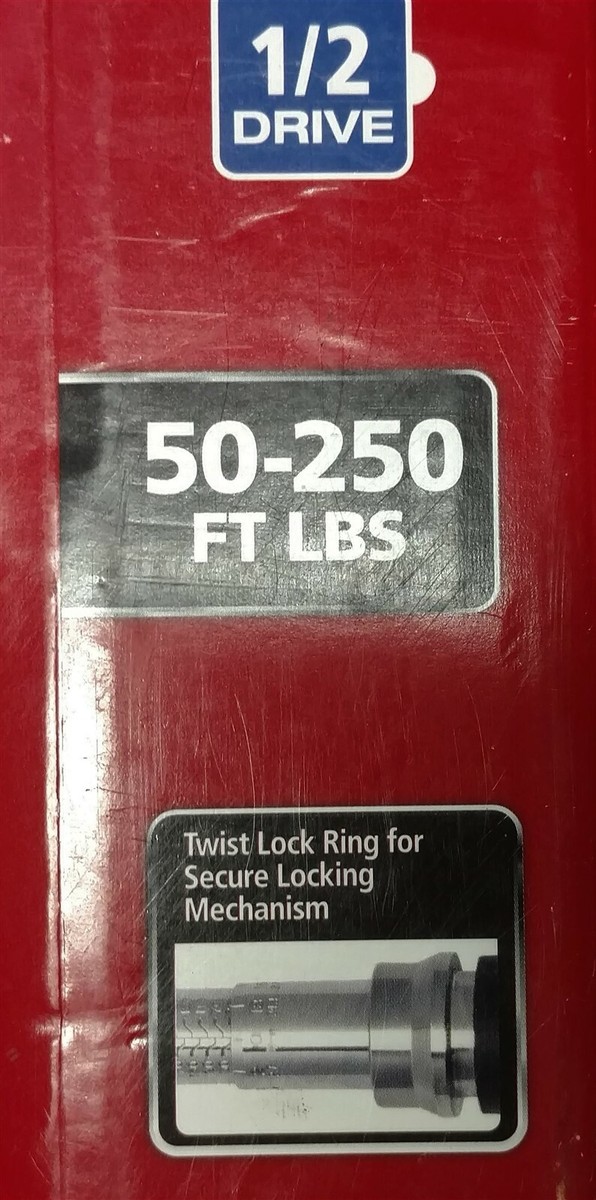 1/2
DRIVE
50-250
FT LBS
Twist Lock Ring for
Secure Locking
Mechanism